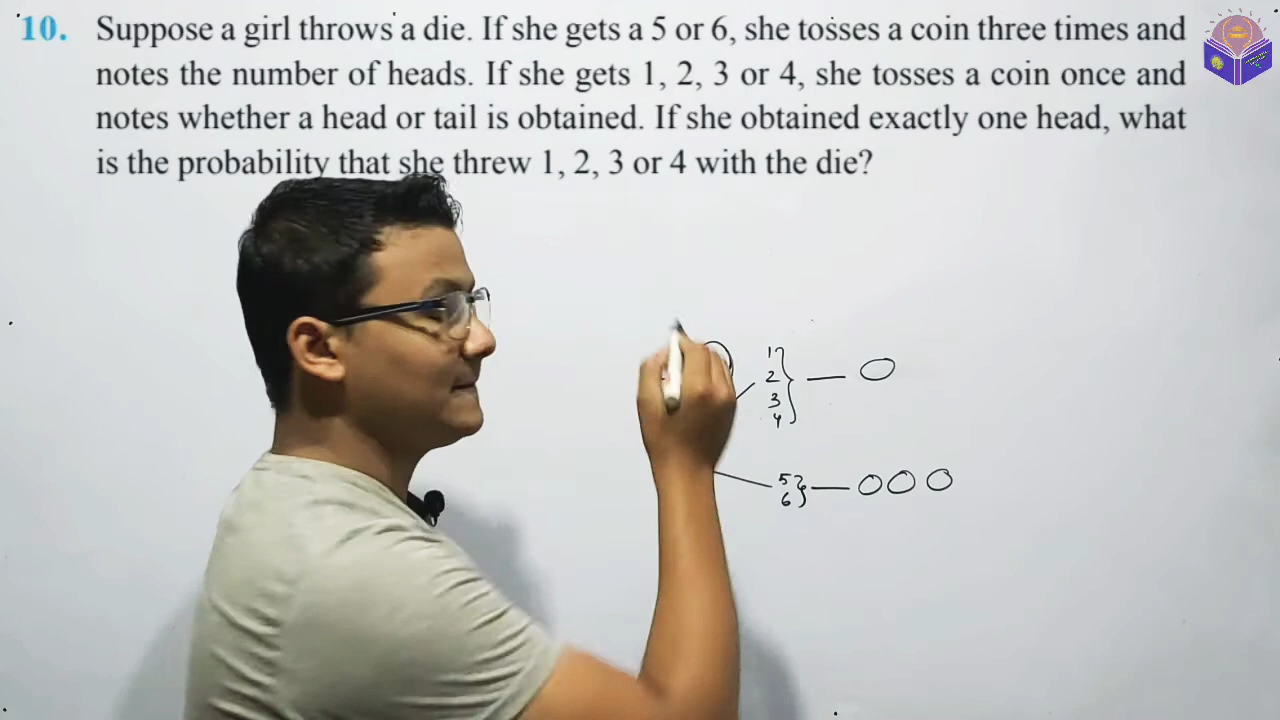 10. Suppose a girl throws a die. If she gets a 5 or 6, she tosses a coin three times and
notes the number of heads. If she gets 1, 2, 3 or 4, she tosses a coin once and
notes whether a head or tail is obtained. If she obtained exactly one head, what
is the probability that she threw 1, 2, 3 or 4 with the die?
1
2
3
4
5
6